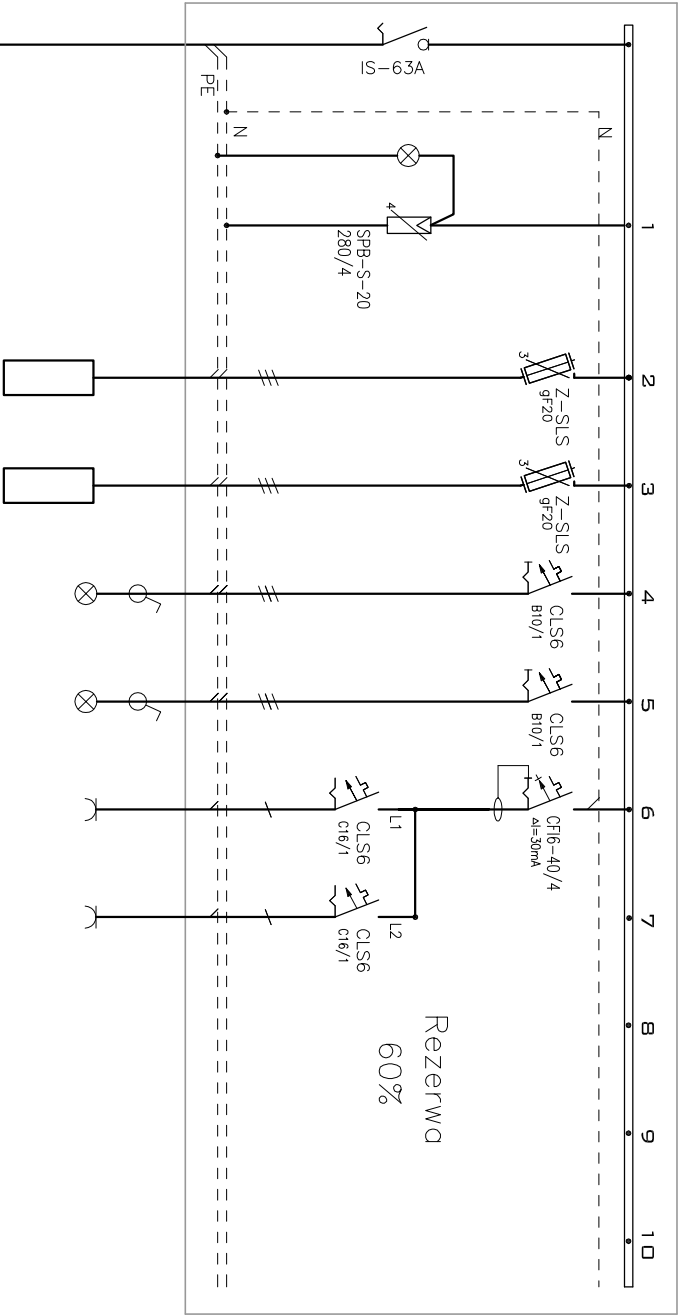 IS-63A
PE
N
N
1
4
SPB-S-20
280/4
2
3
Z-SLS
gF20
3
3
Z-SLS
gF20
4
CLS6
B10/1
5
CLS6
B10/1
6
CFI6-40/4
ΔI=30mA
L1
CLS6
C16/1
7
L2
CLS6
C16/1
Rezerwa
60%
8
9
10